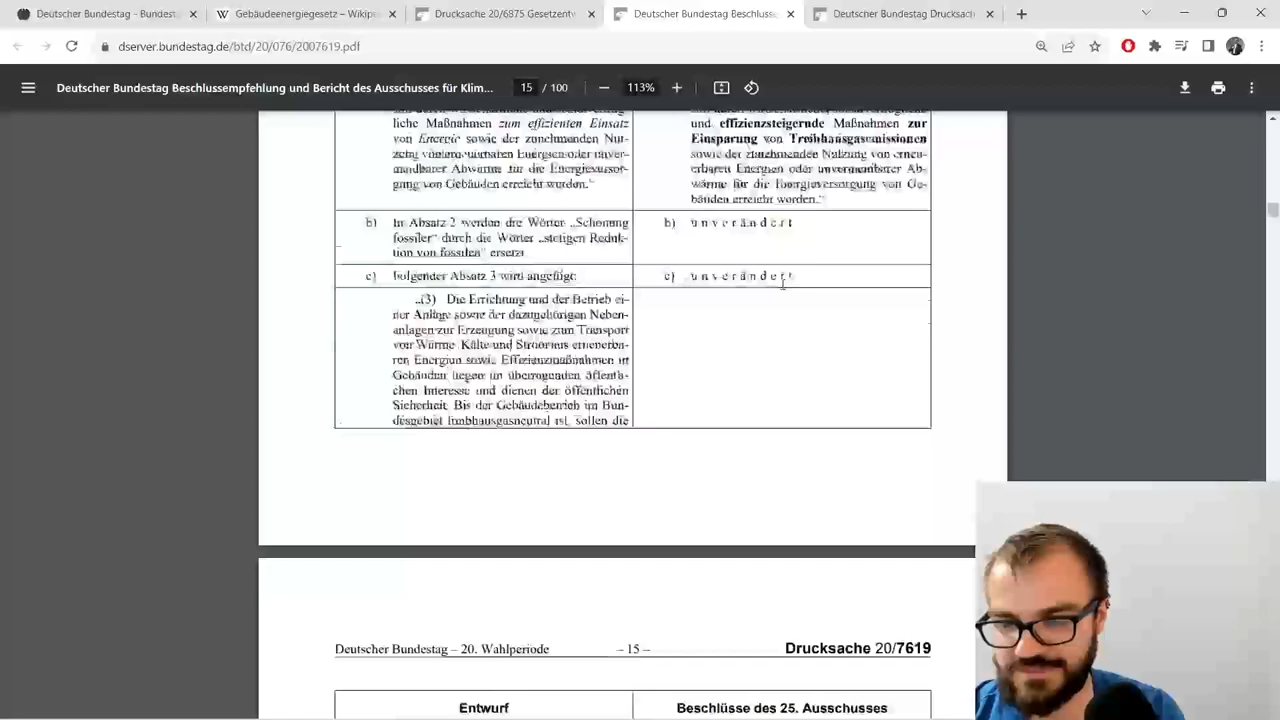 Deutscher Bundestag - Bundest
Gebäudeenergiegesetz – Wikipe
Drucksache 20/6875 Gesetzent
Deutscher Bundestag Beschluss
Deutscher Bundestag Drucksach
dserver.bundestag.de/btd/20/076/2007619.pdf
Deutscher Bundestag Beschlussempfehlung und Bericht des Ausschusses für Klim...
15 / 100
113%
liche Maßnahmen zum effizienten Einsatz
von Energie sowie der zunehmenden Nut-
zung von erneuerbaren Energien oder unver-
meidbarer Abwärme für die Energieversor-
gung von Gebäuden erreicht werden.“
und effizienzsteigernde Maßnahmen zur
Einsparung von Treibhausgasemissionen
sowie der zunehmenden Nutzung von erneu-
erbaren Energien oder unvermeidbarer Ab-
wärme für die Energieversorgung von Ge-
bäuden erreicht werden.“
b) In Absatz 2 werden die Wörter „Schonung
fossiler“ durch die Wörter „stetigen Reduk-
tion von fossilen“ ersetzt
b) u n v e r ä n d e r t
c) Folgender Absatz 3 wird angefügt:
c) u n v e r ä n d e r t
„(3) Die Errichtung und der Betrieb ei-
ner Anlage sowie der dazugehörigen Neben-
anlagen zur Erzeugung sowie zum Transport
von Wärme, Kälte und Strom aus erneuerba-
ren Energien sowie Effizienzmaßnahmen in
Gebäuden liegen im überragenden öffentli-
chen Interesse und dienen der öffentlichen
Sicherheit. Bis der Gebäudebereich im Bun-
desgebiet treibhausgasneutral ist, sollen die
Deutscher Bundestag – 20. Wahlperiode – 15 – Drucksache 20/7619
Entwurf
Beschlüsse des 25. Ausschusses